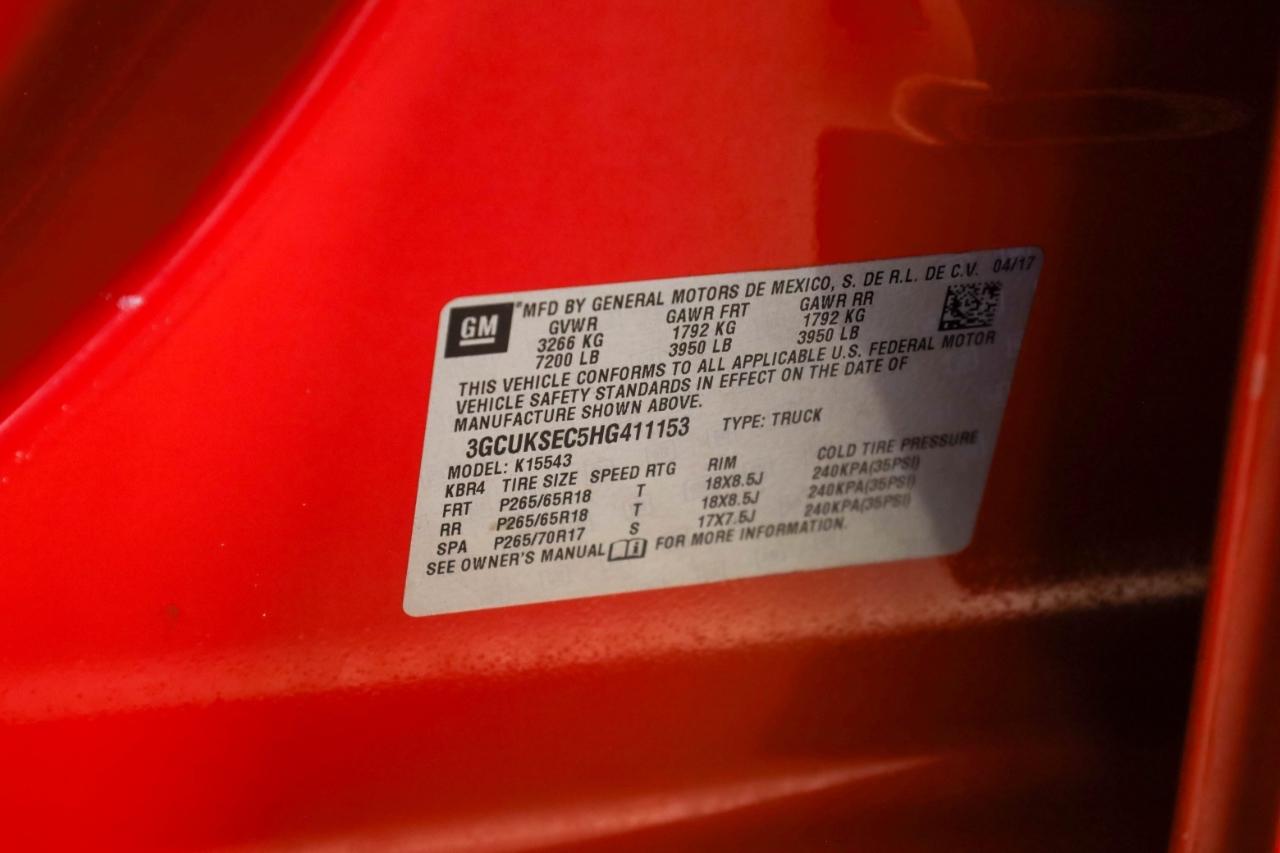 GM
MFD BY GENERAL MOTORS DE MEXICO, S. DE R.L. DE C.V. 04/17
GVWR GAWR FRT GAWR RR
3266 KG 1792 KG 1792 KG
7200 LB 3950 LB 3950 LB
THIS VEHICLE CONFORMS TO ALL APPLICABLE U.S. FEDERAL MOTOR
VEHICLE SAFETY STANDARDS IN EFFECT ON THE DATE OF
MANUFACTURE SHOWN ABOVE.
3GCUKSEC5HG411153 TYPE: TRUCK
MODEL: K15543
KBR4 TIRE SIZE SPEED RTG RIM COLD TIRE PRESSURE
FRT P265/65R18 T 18X8.5J 240KPA(35PSI)
RR P265/65R18 T 18X8.5J 240KPA(35PSI)
SPA P265/70R17 S 17X7.5J 240KPA(35PSI)
SEE OWNER'S MANUAL FOR MORE INFORMATION.